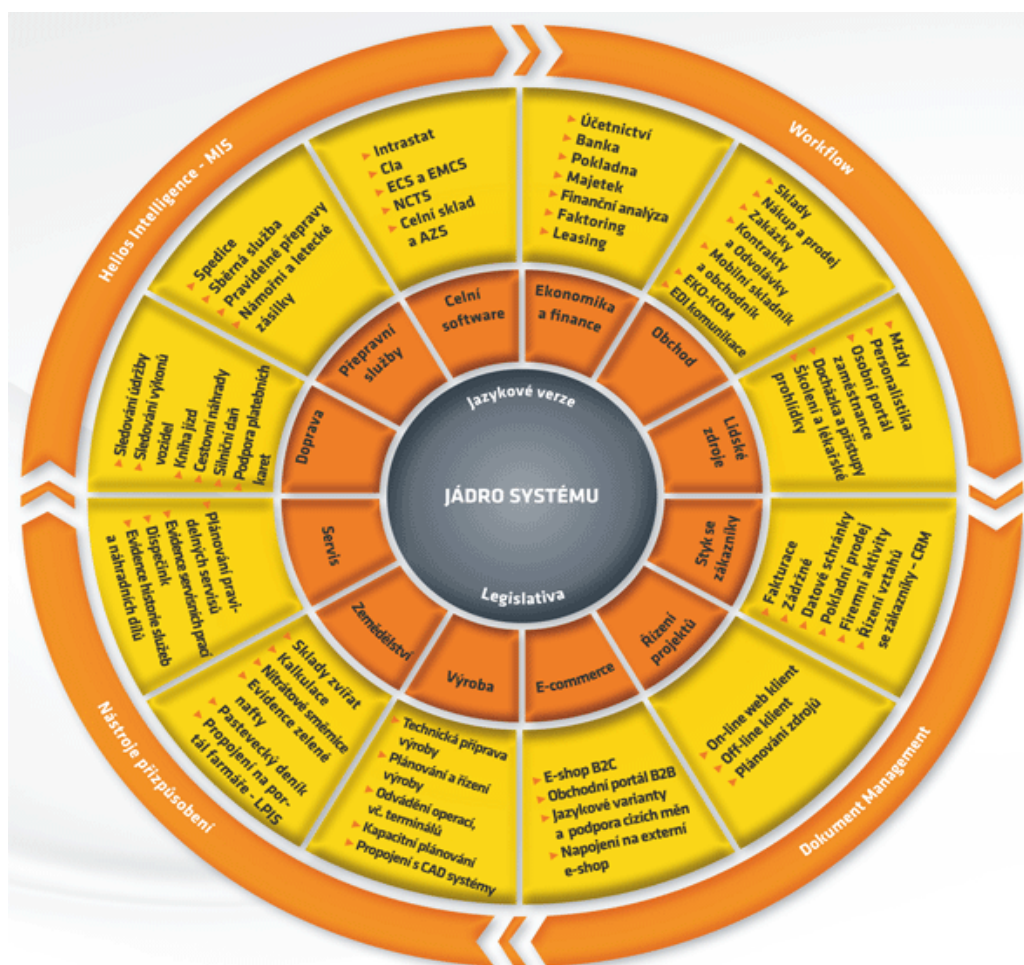 Helios Intelligence - MIS
Workflow
Dokument Management
Nástroje přizpůsobení
Jazykové verze
JÁDRO SYSTÉMU
Legislativa
Ekonomika
a finance
Účetnictví
Banka
Pokladna
Majetek
Finanční analýza
Faktoring
Leasing
Obchod
Sklady
Nákup a prodej
Zakázky
Kontrakty
a Odvolávky
Mobilní skladník
a obchodník
EKO-KOM
EDI komunikace
Lidské
zdroje
Mzdy
Personalistika
Osobní portál
zaměstnance
Docházka a přístupy
Školení a lékařské
prohlídky
Styk se
zákazníky
Fakturace
Zádržné
Datové schránky
Pokladní prodej
Firemní aktivity
Řízení vztahů
se zákazníky - CRM
Řízení
projektů
On-line web klient
Off-line klient
Plánování zdrojů
E-commerce
E-shop B2C
Obchodní portál B2B
Jazykové varianty
a podpora cizích měn
Napojení na externí
e-shop
Výroba
Technická příprava
výroby
Plánování a řízení
výroby
Odvádění operací,
vč. terminálů
Kapacitní plánování
Propojení s CAD systémy
Zemědělství
Sklady zvířat
Kalkulace
Nitrátové směrnice
Evidence zelené
nafty
Pastevecký deník
Propojení na por-
tál farmáře - LPIS
Servis
Plánování pravi-
delných servisů
Evidence servisních prací
Dispečink
Evidence historie služeb
a náhradních dílů
Doprava
Sledování údržby
Sledování výkonů
vozidel
Kniha jízd
Cestovní náhrady
Silniční daň
Podpora platebních
karet
Přepravní
služby
Spedice
Sběrná služba
Pravidelné přepravy
Námořní a letecké
zásilky
Celní
software
Intrastat
Cla
ECS a EMCS
NCTS
Celní sklad
a AZS